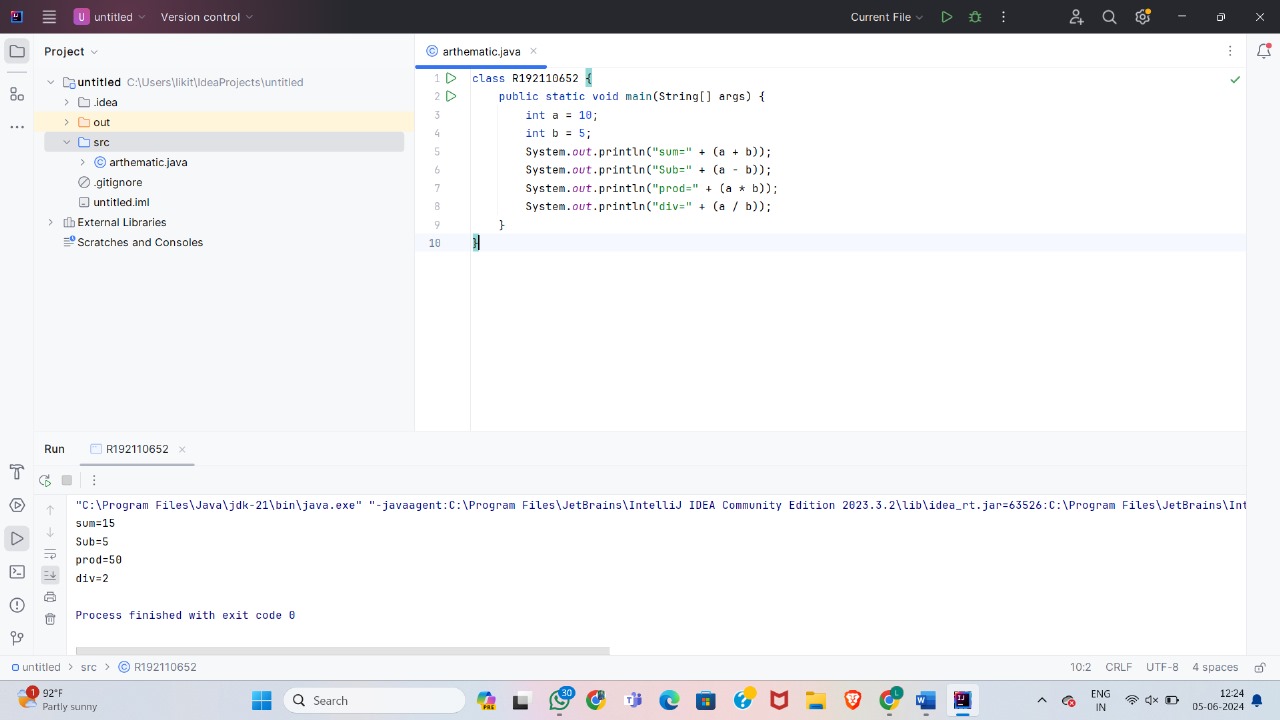 U untitled Version control Current File
Project
arthematic.java
untitled C:\Users\likit\IdeaProjects\untitled
.idea
out
src
arthematic.java
.gitignore
untitled.iml
External Libraries
Scratches and Consoles
1 class R192110652 {
2 public static void main(String[] args) {
3 int a = 10;
4 int b = 5;
5 System.out.println("sum=" + (a + b));
6 System.out.println("Sub=" + (a - b));
7 System.out.println("prod=" + (a * b));
8 System.out.println("div=" + (a / b));
9 }
10 }
Run R192110652
"C:\Program Files\Java\jdk-21\bin\java.exe" "-javaagent:C:\Program Files\JetBrains\IntelliJ IDEA Community Edition 2023.3.2\lib\idea_rt.jar=63526:C:\Program Files\JetBrains\Int
sum=15
Sub=5
prod=50
div=2
Process finished with exit code 0
untitled > src > R192110652 10:2 CRLF UTF-8 4 spaces
1 92°F
Partly sunny
Search
PRE
30
L
ENG
IN
05-06-2024